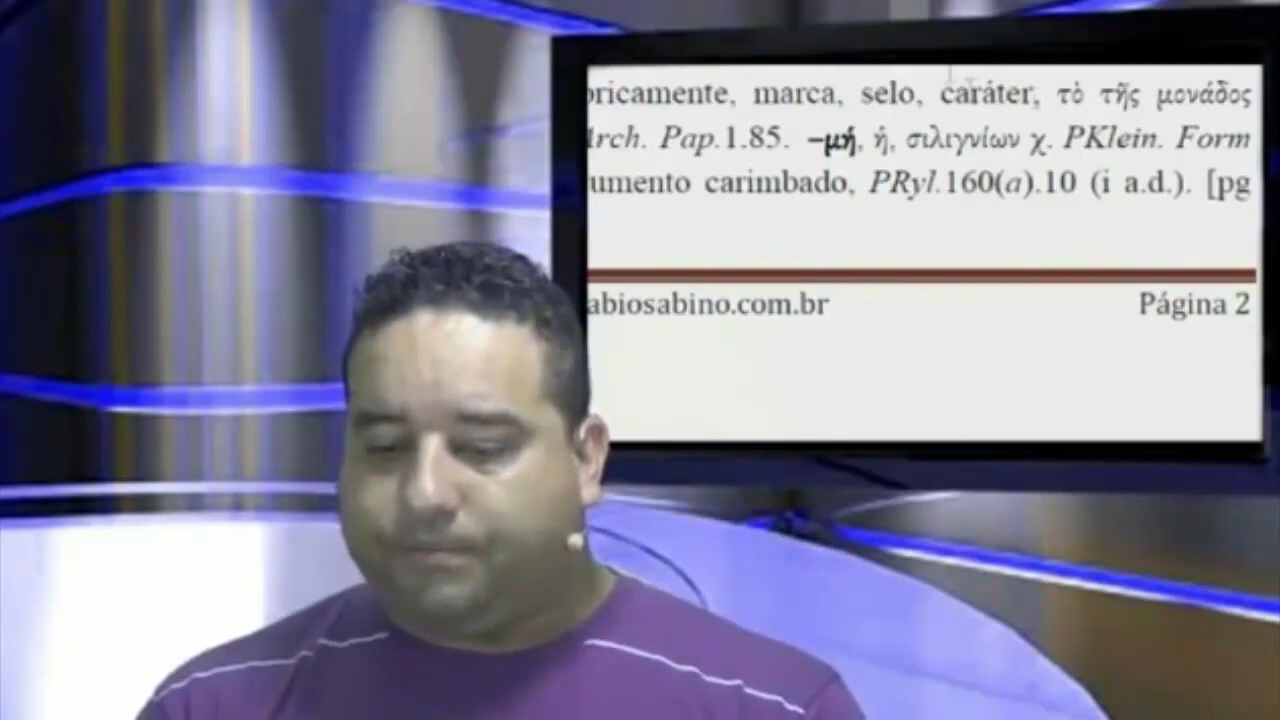 oricamente, marca, selo, caráter, τὸ τῆς μονάδος
Arch. Pap.1.85. –μή, ἡ, σιλιγνίων χ. PKlein. Form
umento carimbado, PRyl.160(a).10 (i a.d.). [pg
abiosabino.com.br Página 2